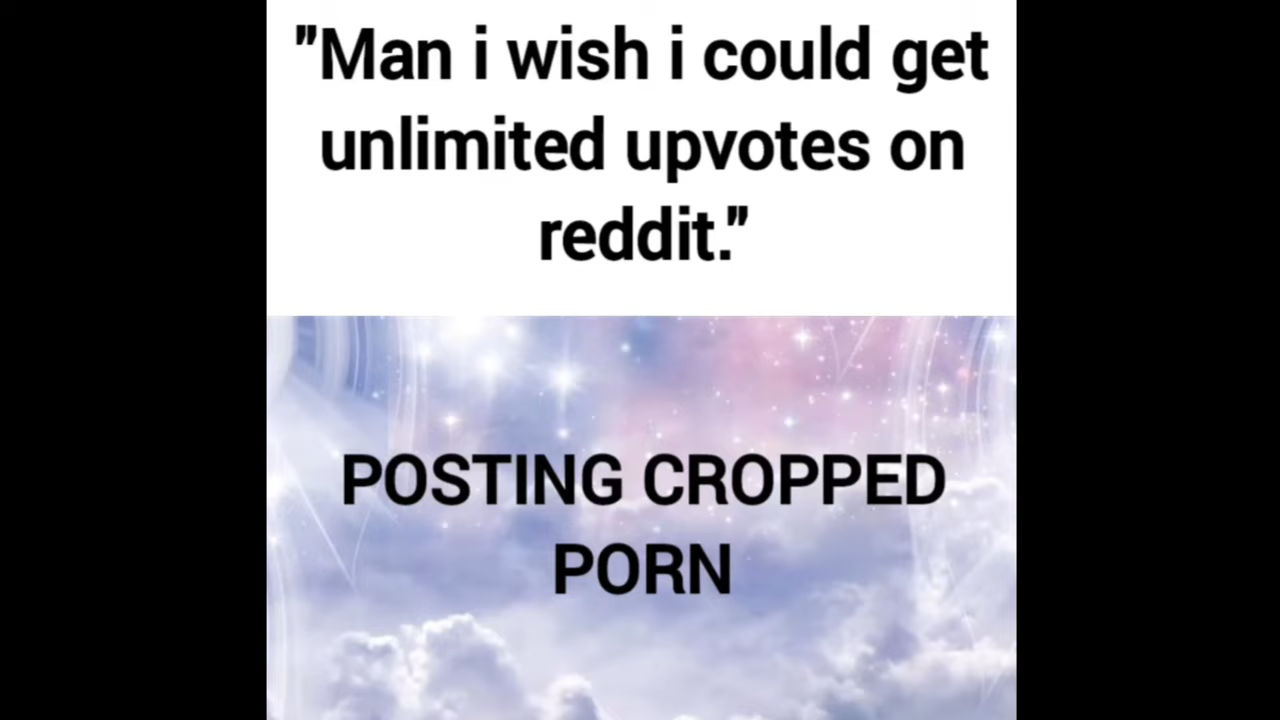 "Man i wish i could get
unlimited upvotes on
reddit."
POSTING CROPPED
PORN